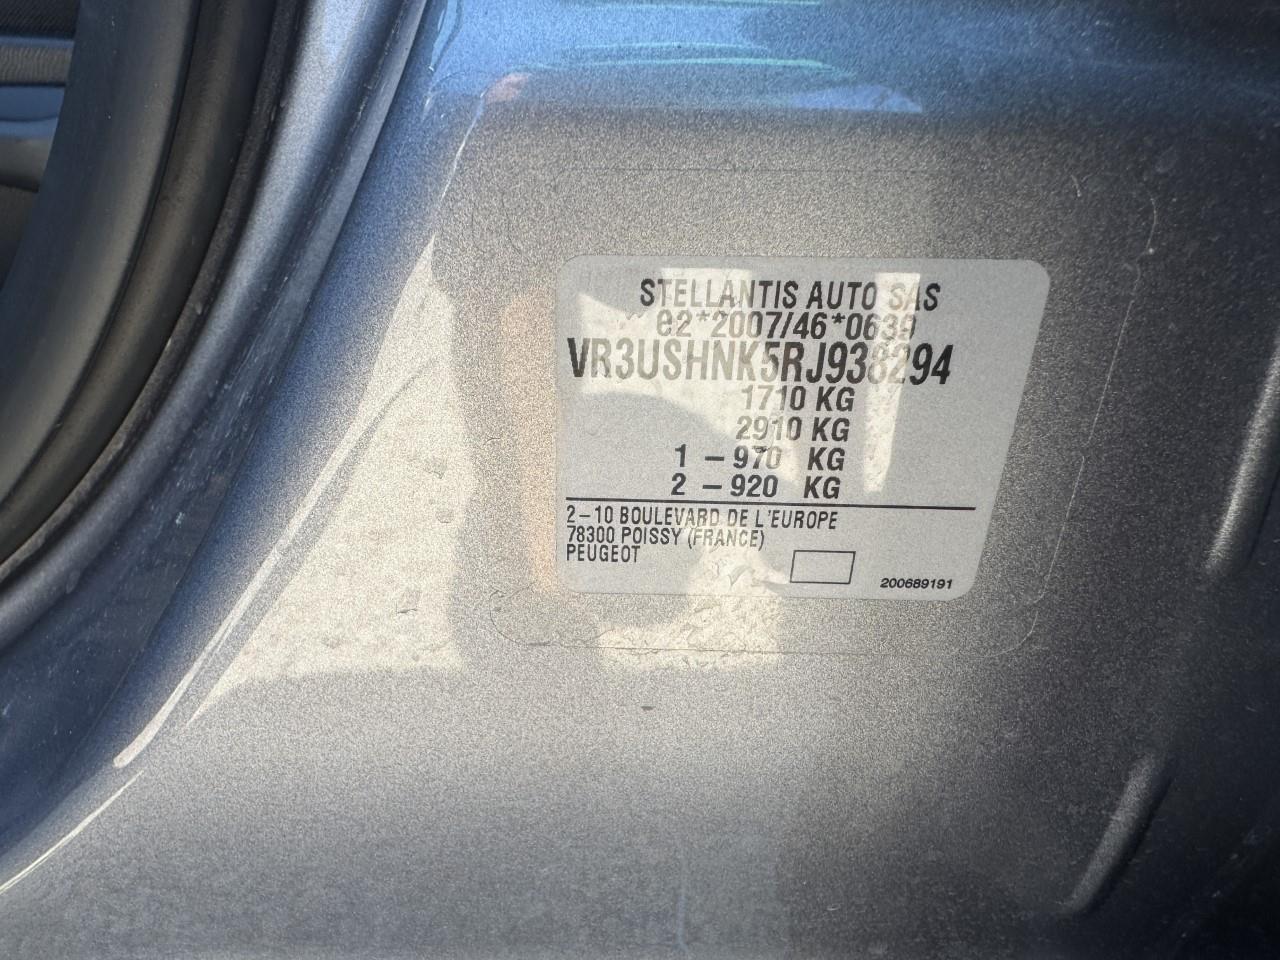 STELLANTIS AUTO SAS
e2*2007/46*0639
VR3USHNK5RJ938294
1710 KG
2910 KG
1 – 970 KG
2 – 920 KG
2–10 BOULEVARD DE L'EUROPE
78300 POISSY (FRANCE)
PEUGEOT
200689191